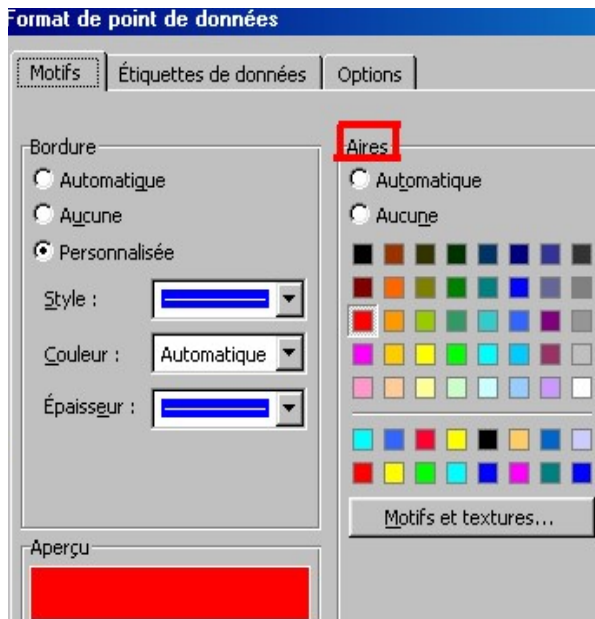 Format de point de données
Motifs
Étiquettes de données
Options
Bordure
Automatique
Aucune
Personnalisée
Style :
Couleur :
Automatique
Épaisseur :
Aperçu
Aires
Automatique
Aucune
Motifs et textures...